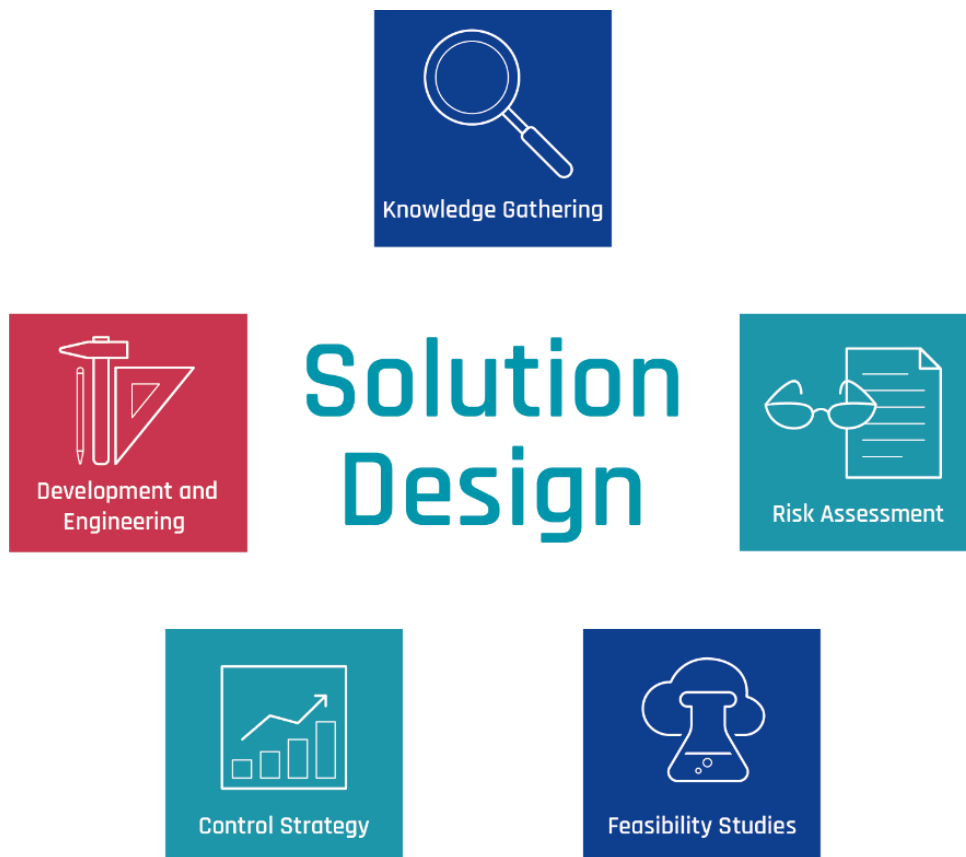 Knowledge Gathering
Solution
Design
Development and
Engineering
Risk Assessment
Control Strategy
Feasibility Studies